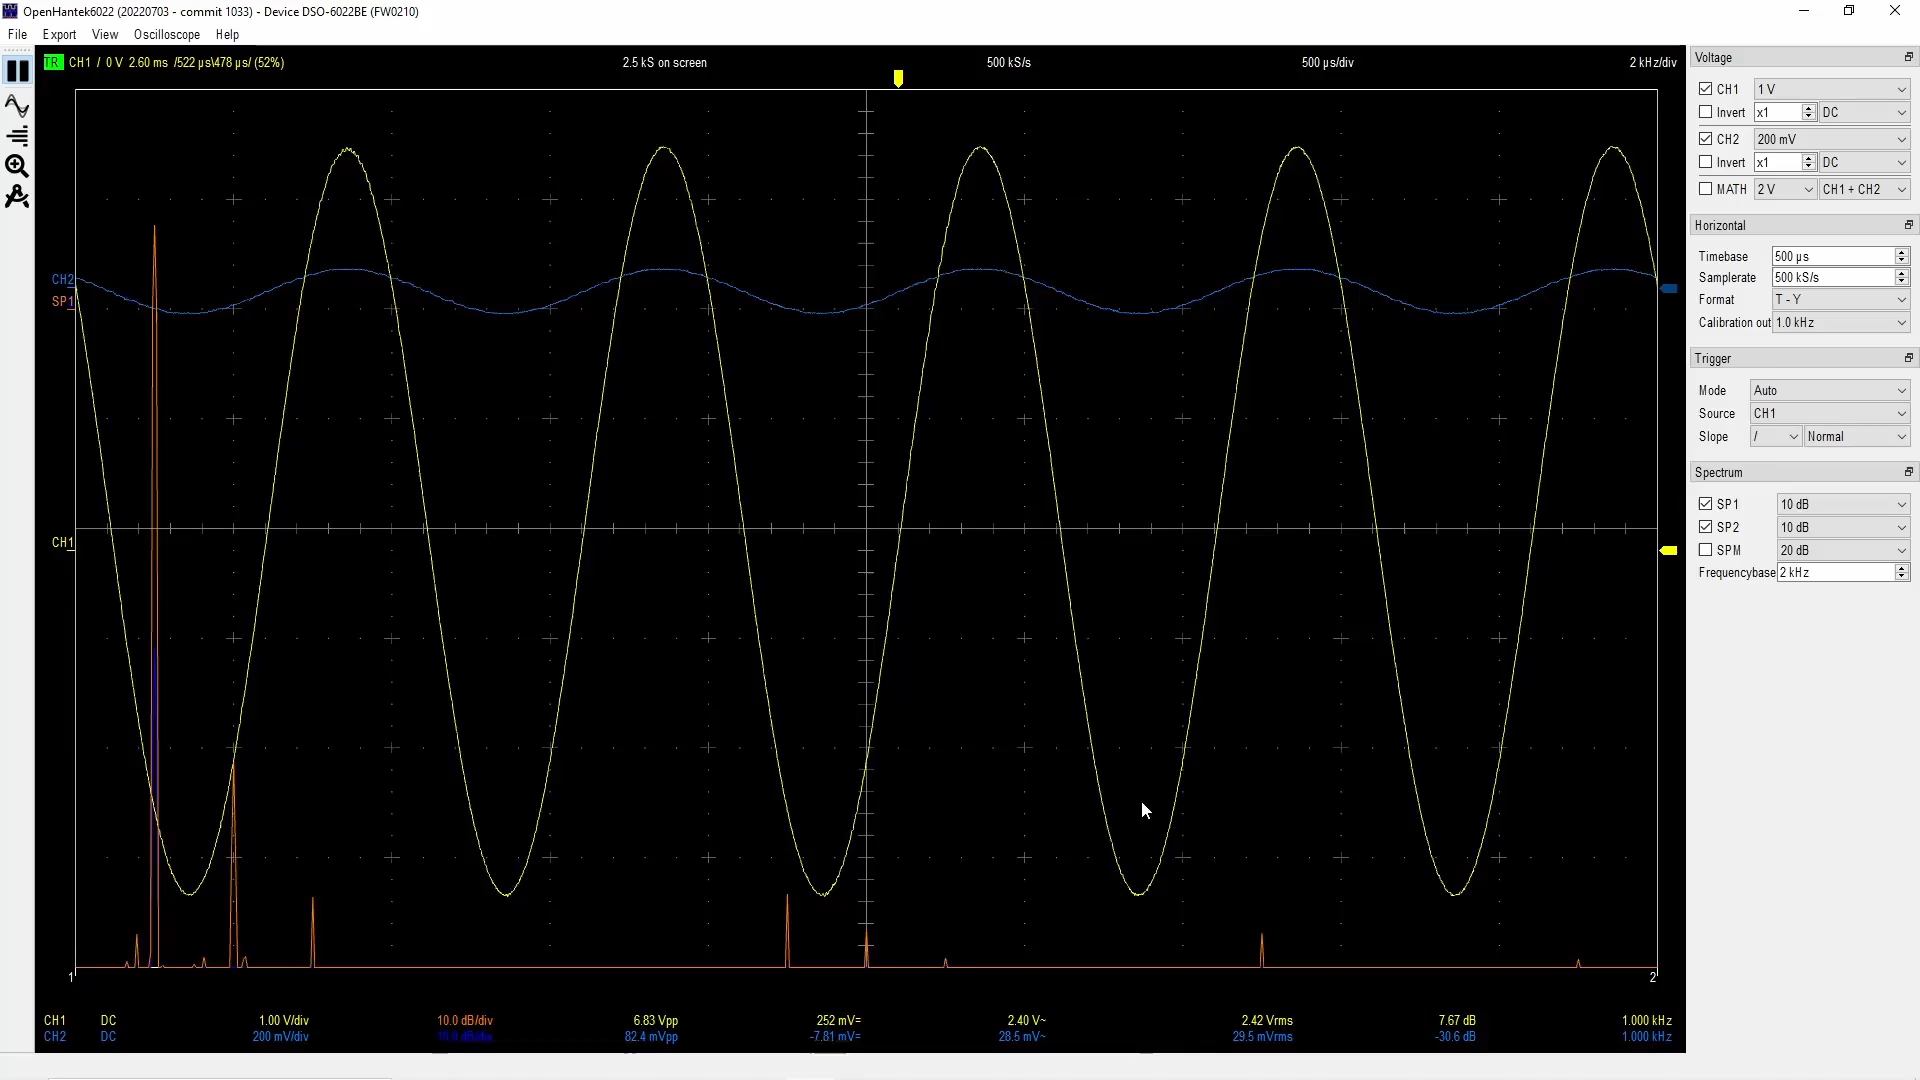 OpenHantek6022 (20220703 - commit 1033) - Device DSO-6022BE (FW0210)
File Export View Oscilloscope Help
TR CH1 / 0 V 2.60 ms /522 µs\478 µs/ (52%) 2.5 kS on screen 500 kS/s 500 µs/div 2 kHz/div
Voltage
CH1 1 V
Invert x1 DC
CH2 200 mV
Invert x1 DC
MATH 2 V CH1 + CH2
Horizontal
Timebase 500 µs
Samplerate 500 kS/s
Format T - Y
Calibration out 1.0 kHz
Trigger
Mode Auto
Source CH1
Slope / Normal
Spectrum
SP1 10 dB
SP2 10 dB
SPM 20 dB
Frequencybase 2 kHz
CH2
SP1
CH1
1 2
CH1 DC 1.00 V/div 10.0 dB/div 6.83 Vpp 252 mV= 2.40 V~ 2.42 Vrms 7.67 dB 1.000 kHz
CH2 DC 200 mV/div 10.0 dB/div 82.4 mVpp -7.81 mV= 28.5 mV~ 29.5 mVrms -30.6 dB 1.000 kHz